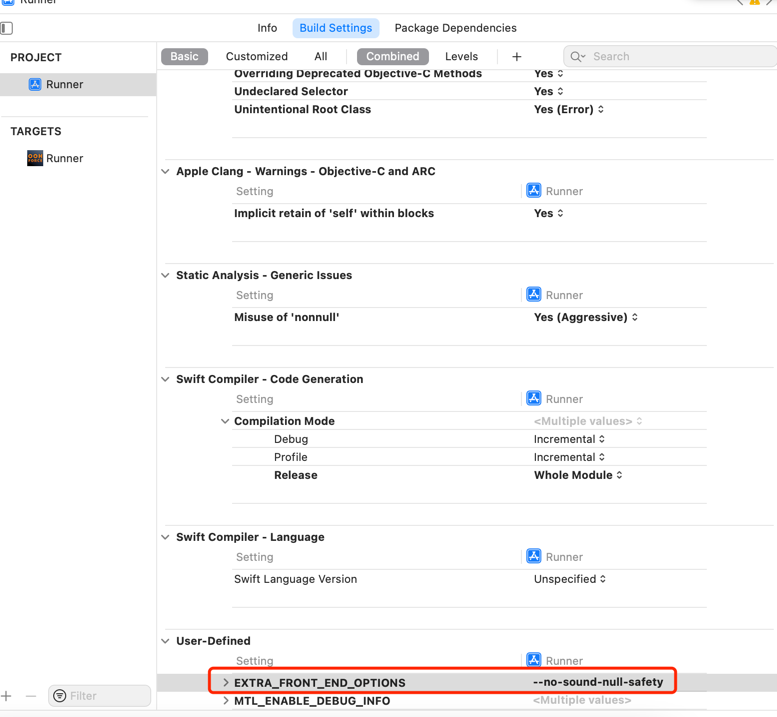 Runner
Info Build Settings Package Dependencies
PROJECT
Runner
TARGETS
Runner
Basic Customized All Combined Levels + Search
Overriding Deprecated Objective-C Methods Yes
Undeclared Selector Yes
Unintentional Root Class Yes (Error)
Apple Clang - Warnings - Objective-C and ARC
Setting Runner
Implicit retain of 'self' within blocks Yes
Static Analysis - Generic Issues
Setting Runner
Misuse of 'nonnull' Yes (Aggressive)
Swift Compiler - Code Generation
Setting Runner
Compilation Mode <Multiple values>
Debug Incremental
Profile Incremental
Release Whole Module
Swift Compiler - Language
Setting Runner
Swift Language Version Unspecified
User-Defined
Setting Runner
EXTRA_FRONT_END_OPTIONS --no-sound-null-safety
MTL_ENABLE_DEBUG_INFO <Multiple values>
+ − Filter